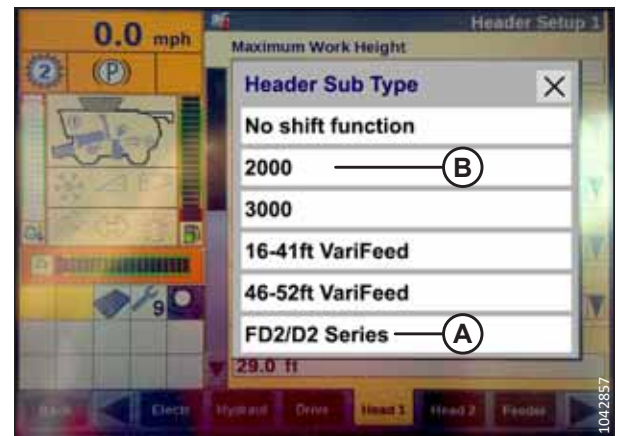 0.0 mph
Header Setup 1
Maximum Work Height
2
P
Header Sub Type
No shift function
2000
B
3000
16-41ft VariFeed
46-52ft VariFeed
9
FD2/D2 Series
A
29.0 ft
Back
Electr
Hydraul
Drive
Head 1
Head 2
Feeder
1042857